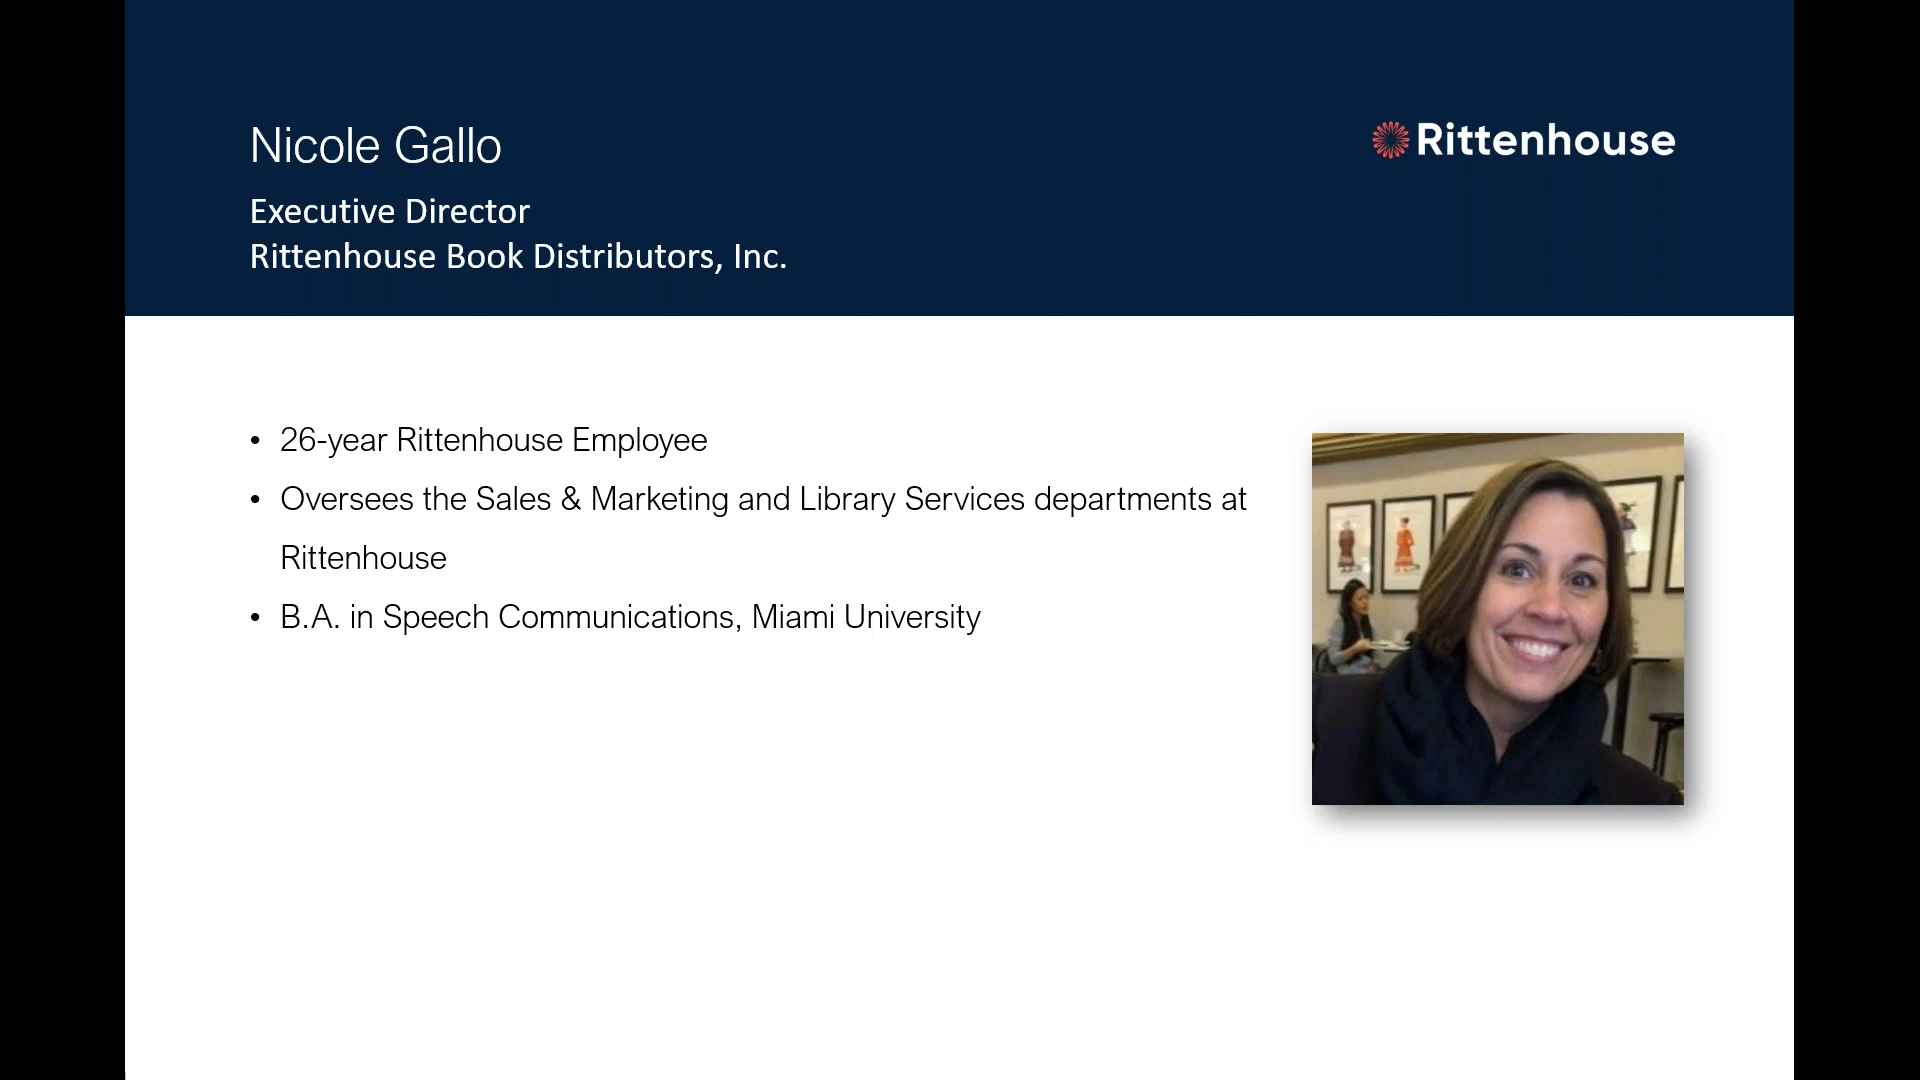 Nicole Gallo
Rittenhouse
Executive Director
Rittenhouse Book Distributors, Inc.
• 26-year Rittenhouse Employee
• Oversees the Sales & Marketing and Library Services departments at
Rittenhouse
• B.A. in Speech Communications, Miami University